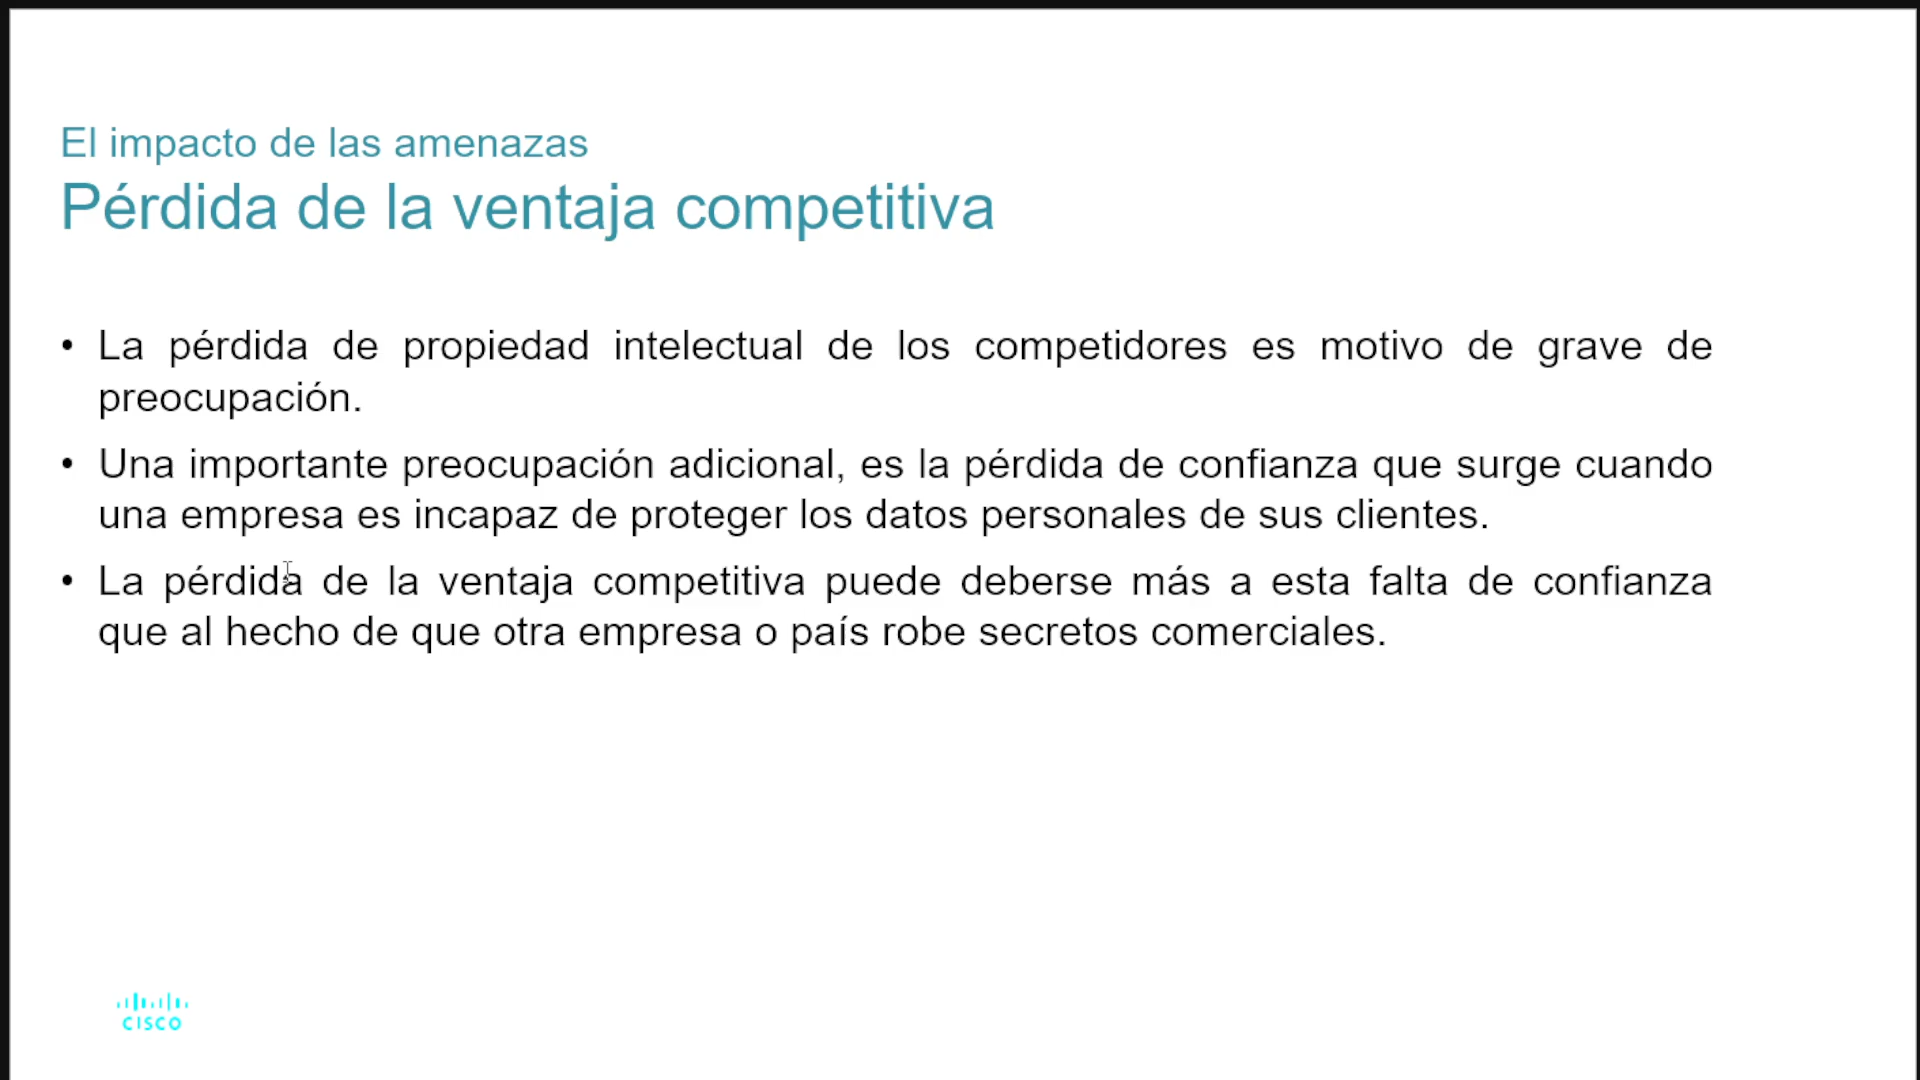 El impacto de las amenazas
Pérdida de la ventaja competitiva
• La pérdida de propiedad intelectual de los competidores es motivo de grave de
preocupación.
• Una importante preocupación adicional, es la pérdida de confianza que surge cuando
una empresa es incapaz de proteger los datos personales de sus clientes.
• La pérdida de la ventaja competitiva puede deberse más a esta falta de confianza
que al hecho de que otra empresa o país robe secretos comerciales.
CISCO